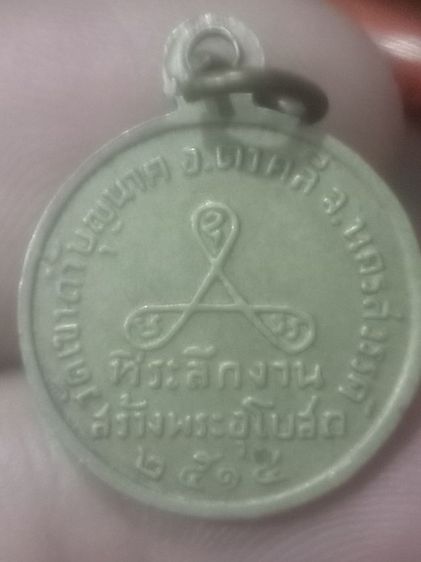 วัดเขาถ้ำบุญนาค อ.ตาคลี จ.นครสวรรค์
ที่ระลึกงาน
สร้างพระอุโบสถ
๒๕๑๕